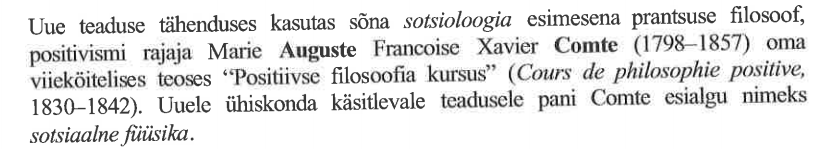 Uue teaduse tähenduses kasutas sõna sotsioloogia esimesena prantsuse filosoof,
positivismi rajaja Marie Auguste Francoise Xavier Comte (1798–1857) oma
viieköitelises teoses “Positiivse filosoofia kursus” (Cours de philosophie positive,
1830–1842). Uuele ühiskonda käsitlevale teadusele pani Comte esialgu nimeks
sotsiaalne füüsika.